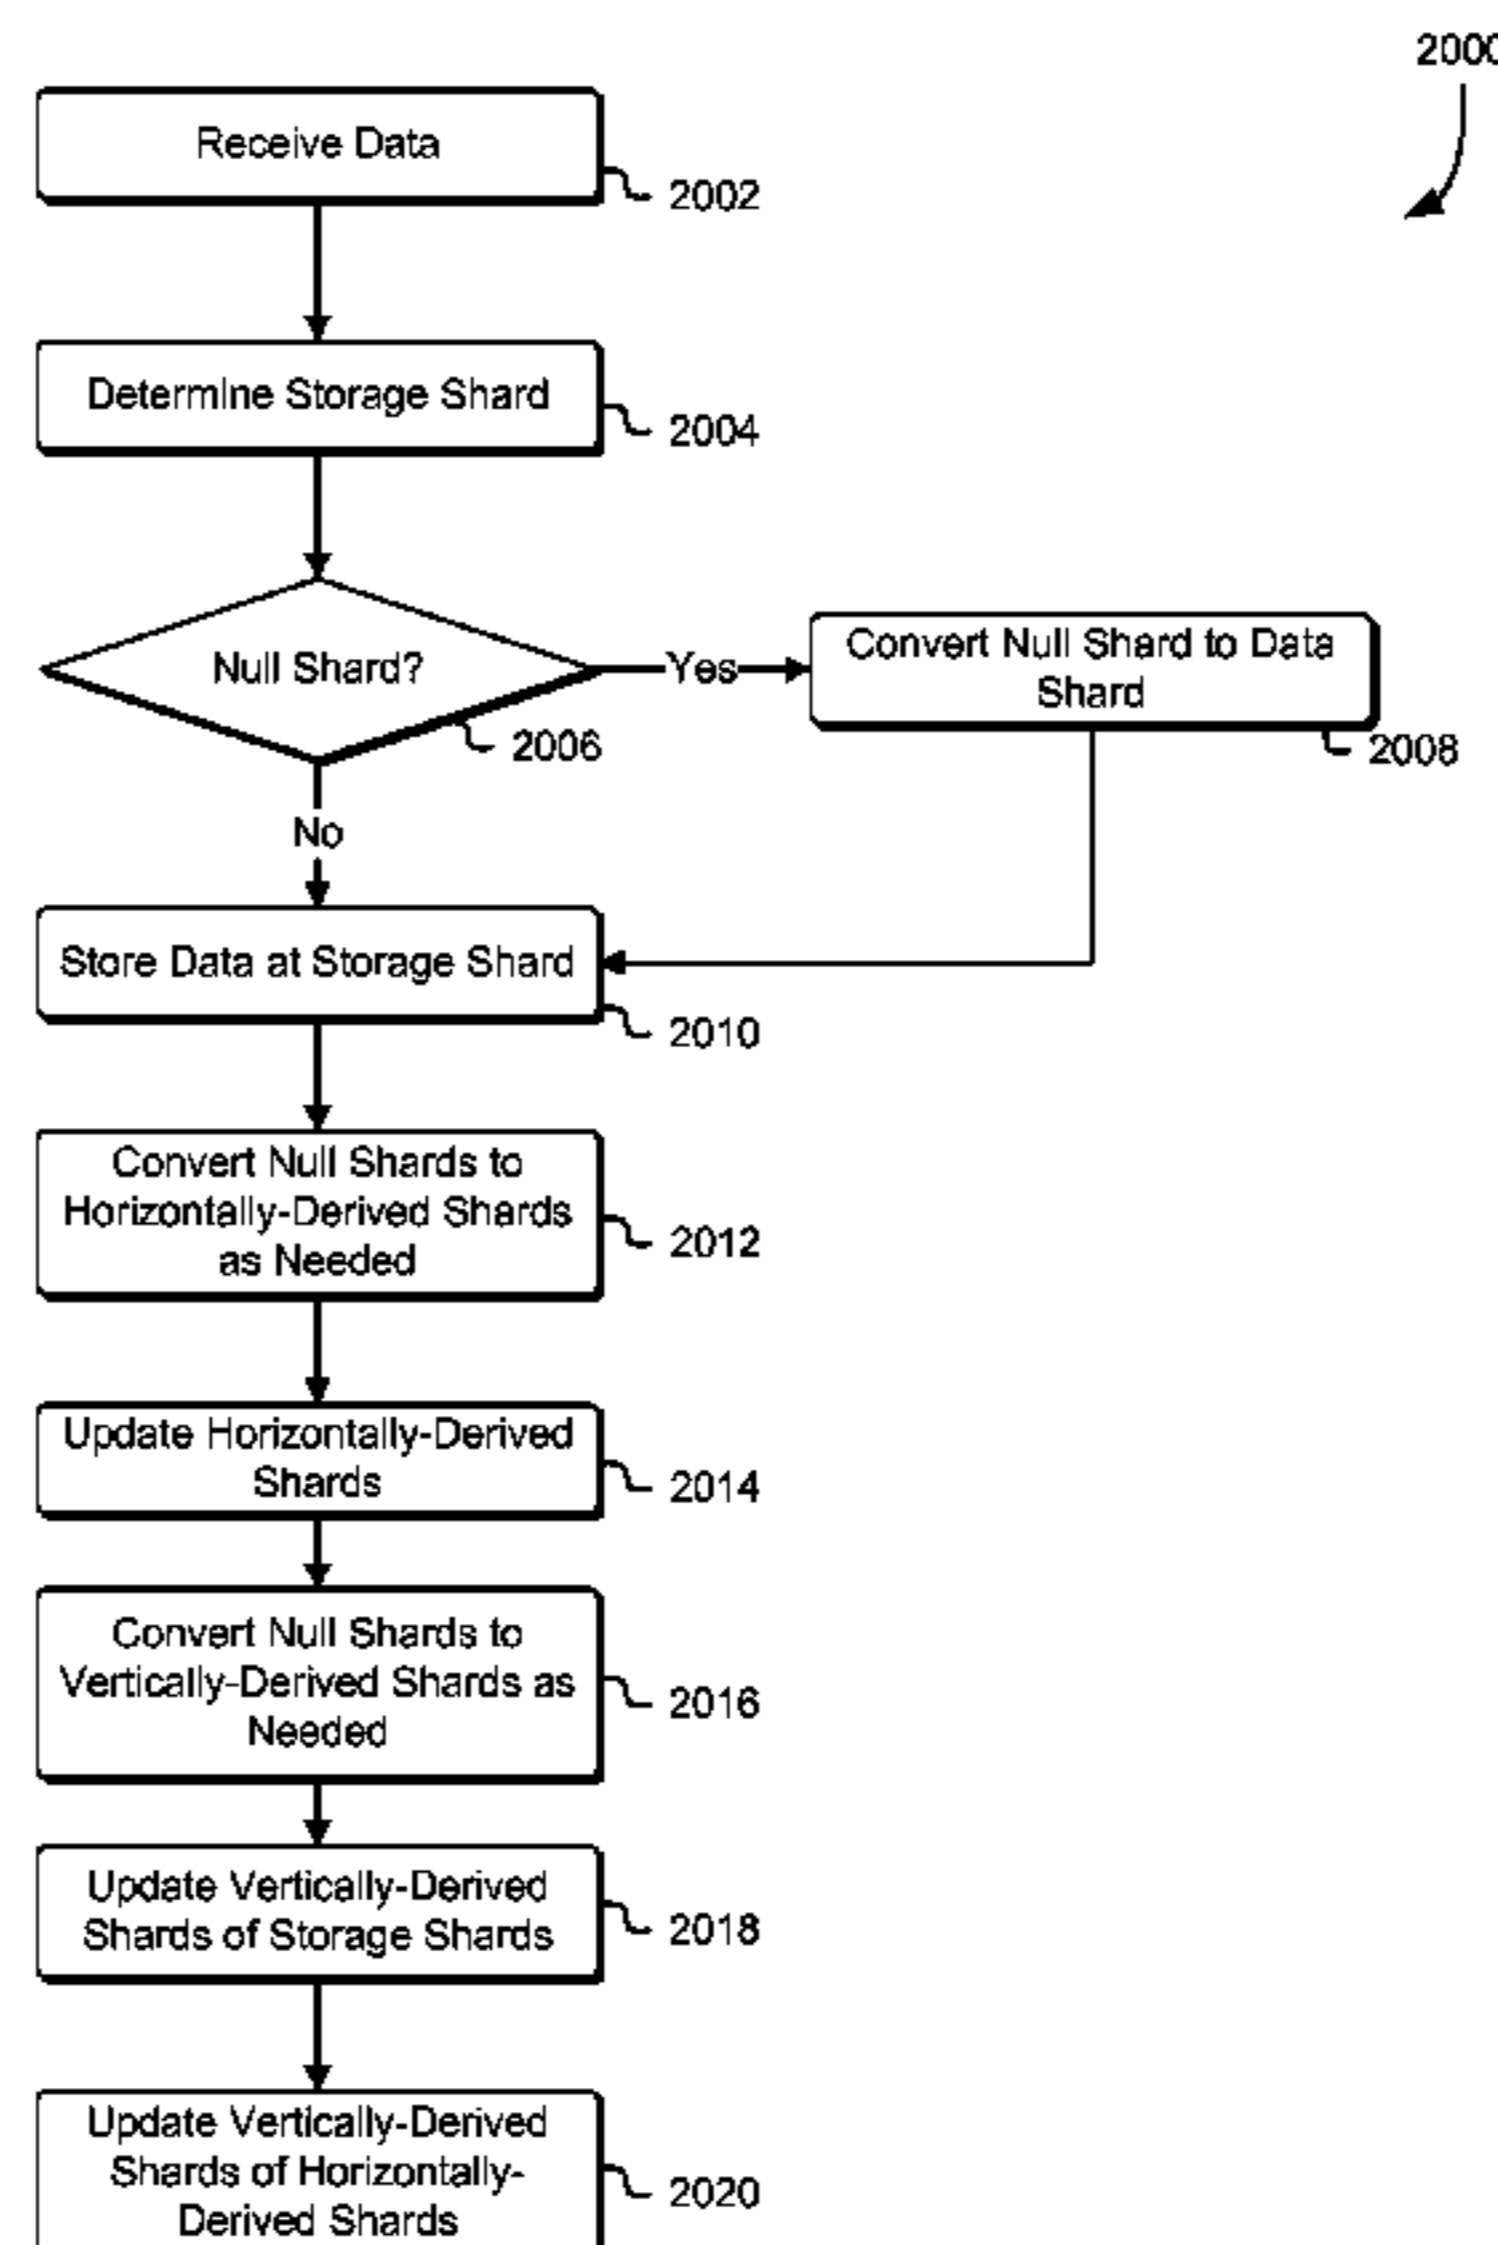 2000
Receive Data
2002
Determine Storage Shard
2004
Null Shard?
Yes
Convert Null Shard to Data
Shard
2006
2008
No
Store Data at Storage Shard
2010
Convert Null Shards to
Horizontally-Derived Shards
as Needed
2012
Update Horizontally-Derived
Shards
2014
Convert Null Shards to
Vertically-Derived Shards as
Needed
2016
Update Vertically-Derived
Shards of Storage Shards
2018
Update Vertically-Derived
Shards of Horizontally-
Derived Shards
2020